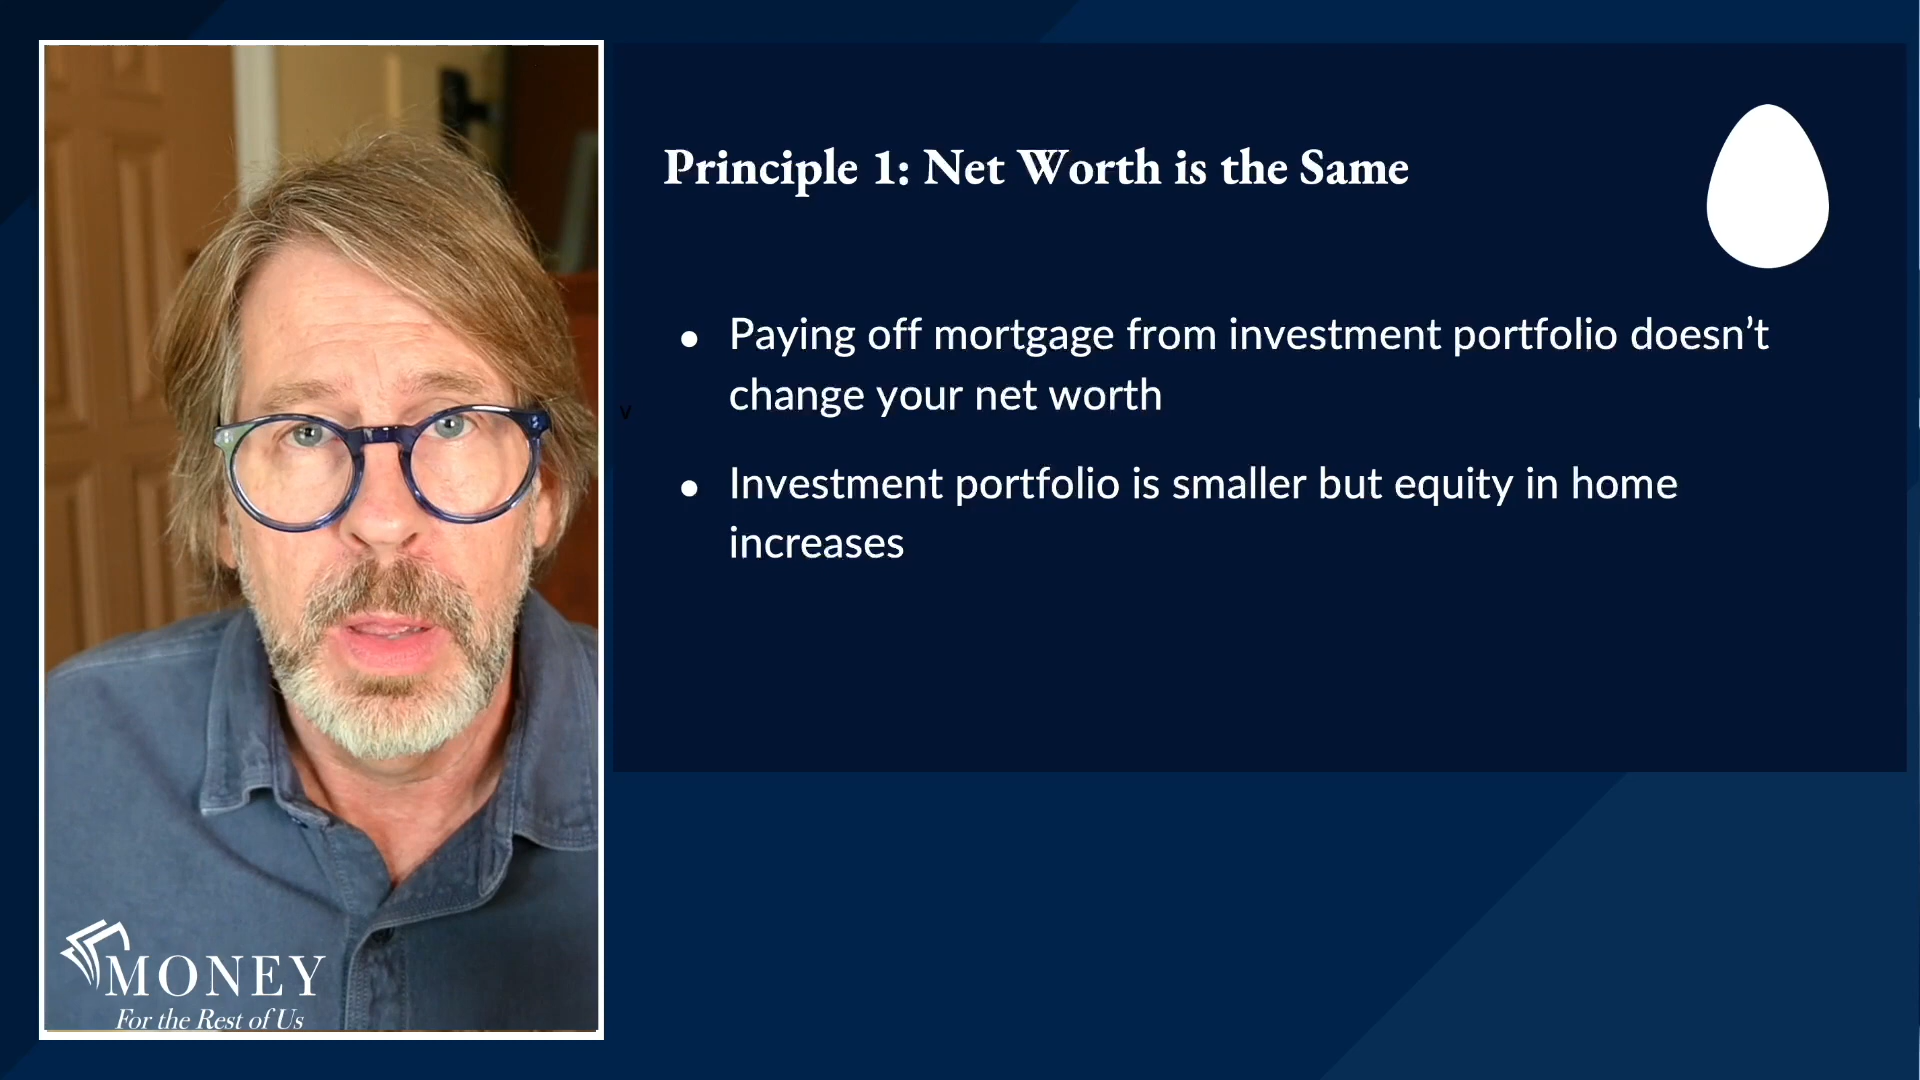 Principle 1: Net Worth is the Same
● Paying off mortgage from investment portfolio doesn’t
change your net worth
● Investment portfolio is smaller but equity in home
increases
v
MONEY
For the Rest of Us